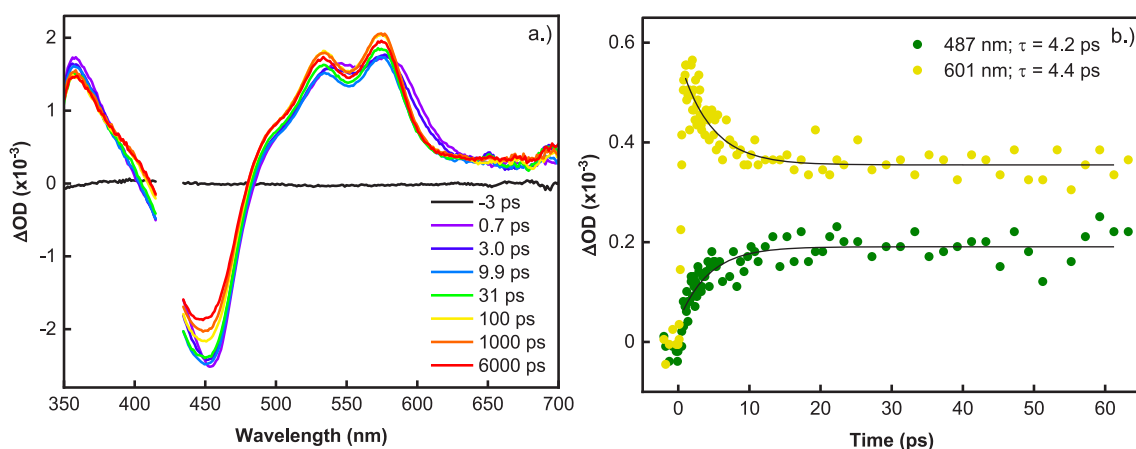 a.)
2
1
0
-1
-2
ΔOD (x10⁻³)
-3 ps
0.7 ps
3.0 ps
9.9 ps
31 ps
100 ps
1000 ps
6000 ps
350 400 450 500 550 600 650 700
Wavelength (nm)
b.)
487 nm; τ = 4.2 ps
601 nm; τ = 4.4 ps
0.6
0.4
0.2
0
ΔOD (x10⁻³)
0 10 20 30 40 50 60
Time (ps)